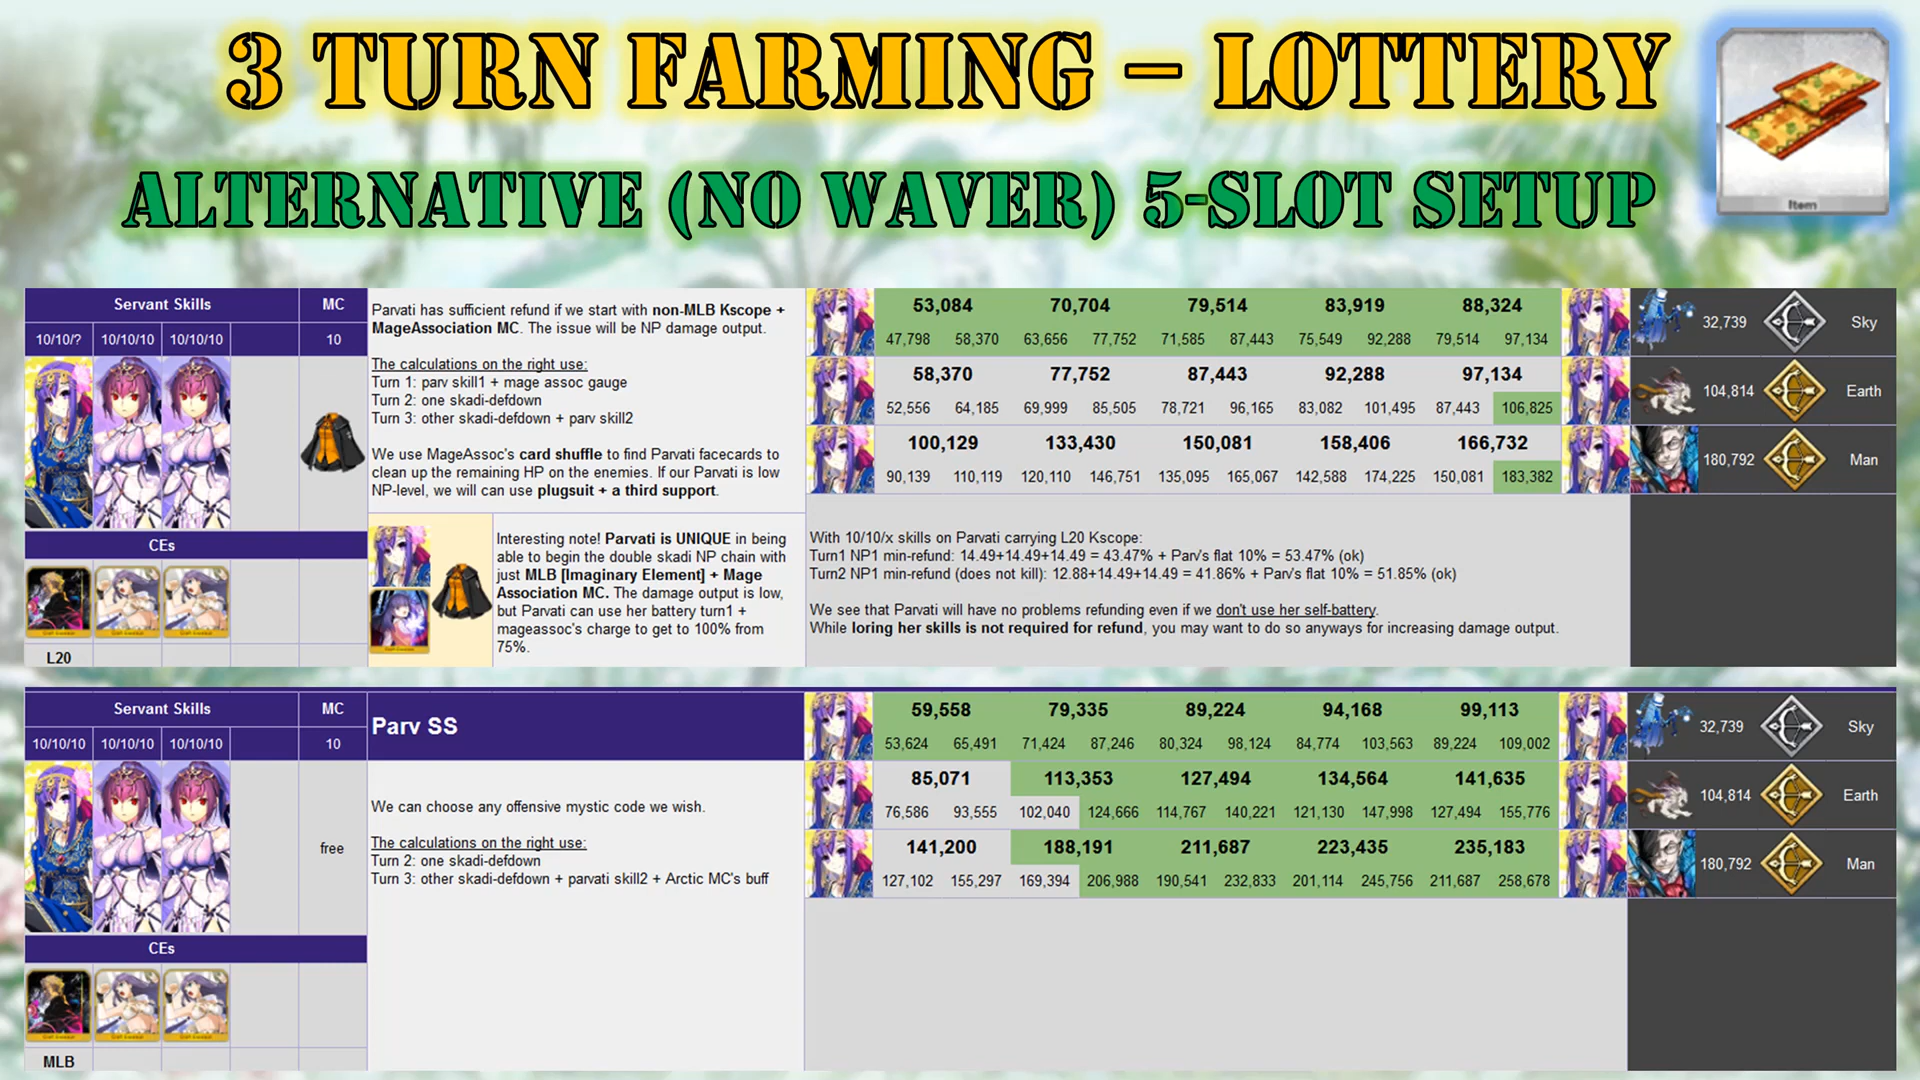 3 TURN FARMING – LOTTERY
ALTERNATIVE (NO WAVER) 5-SLOT SETUP
Item
Servant Skills
MC
10/10/? 10/10/10 10/10/10
10
CEs
L20
Parvati has sufficient refund if we start with non-MLB Kscope +
MageAssociation MC. The issue will be NP damage output.
The calculations on the right use:
Turn 1: parv skill1 + mage assoc gauge
Turn 2: one skadi-defdown
Turn 3: other skadi-defdown + parv skill2
We use MageAssoc's card shuffle to find Parvati facecards to
clean up the remaining HP on the enemies. If our Parvati is low
NP-level, we will can use plugsuit + a third support.
Interesting note! Parvati is UNIQUE in being
able to begin the double skadi NP chain with
just MLB [Imaginary Element] + Mage
Association MC. The damage output is low,
but Parvati can use her battery turn1 +
mageassoc's charge to get to 100% from
75%.
53,084 70,704 79,514 83,919 88,324
47,798 58,370 63,656 77,752 71,585 87,443 75,549 92,288 79,514 97,134
58,370 77,752 87,443 92,288 97,134
52,556 64,185 69,999 85,505 78,721 96,165 83,082 101,495 87,443 106,825
100,129 133,430 150,081 158,406 166,732
90,139 110,119 120,110 146,751 135,095 165,067 142,588 174,225 150,081 183,382
32,739 Sky
104,814 Earth
180,792 Man
With 10/10/x skills on Parvati carrying L20 Kscope:
Turn1 NP1 min-refund: 14.49+14.49+14.49 = 43.47% + Parv's flat 10% = 53.47% (ok)
Turn2 NP1 min-refund (does not kill): 12.88+14.49+14.49 = 41.86% + Parv's flat 10% = 51.85% (ok)
We see that Parvati will have no problems refunding even if we don't use her self-battery.
While loring her skills is not required for refund, you may want to do so anyways for increasing damage output.
Servant Skills
MC
10/10/10 10/10/10 10/10/10
10
free
CEs
MLB
Parv SS
We can choose any offensive mystic code we wish.
The calculations on the right use:
Turn 2: one skadi-defdown
Turn 3: other skadi-defdown + parvati skill2 + Arctic MC's buff
59,558 79,335 89,224 94,168 99,113
53,624 65,491 71,424 87,246 80,324 98,124 84,774 103,563 89,224 109,002
85,071 113,353 127,494 134,564 141,635
76,586 93,555 102,040 124,666 114,767 140,221 121,130 147,998 127,494 155,776
141,200 188,191 211,687 223,435 235,183
127,102 155,297 169,394 206,988 190,541 232,833 201,114 245,756 211,687 258,678
32,739 Sky
104,814 Earth
180,792 Man